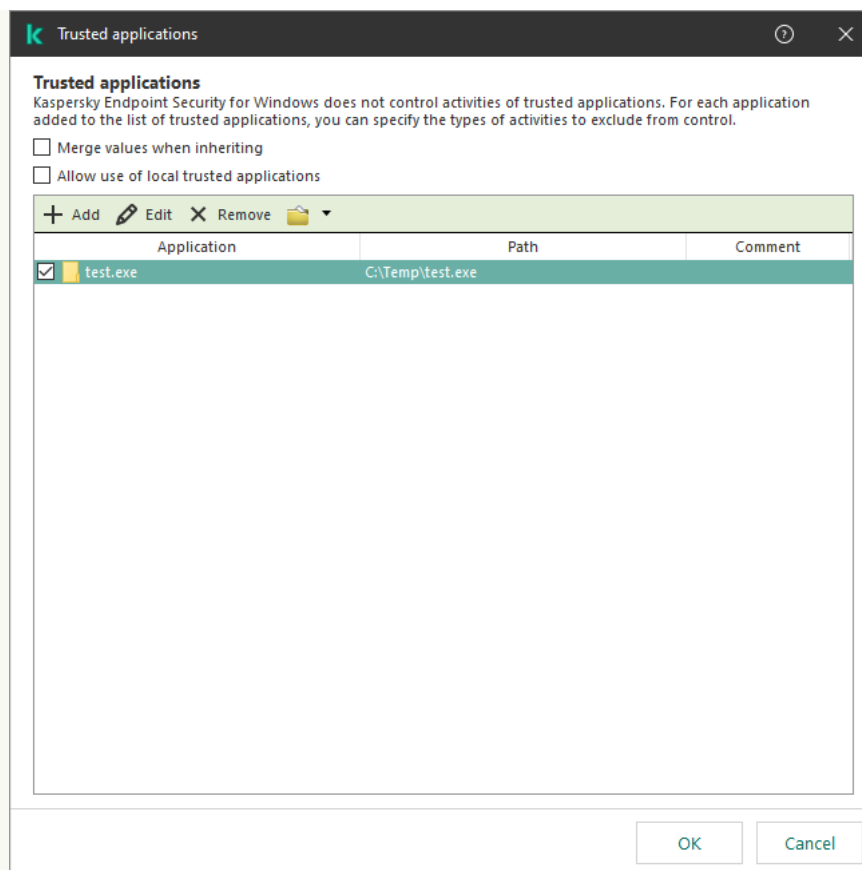 Trusted applications
Trusted applications
Kaspersky Endpoint Security for Windows does not control activities of trusted applications. For each application
added to the list of trusted applications, you can specify the types of activities to exclude from control.
Merge values when inheriting
Allow use of local trusted applications
Add Edit Remove
Application Path Comment
test.exe C:\Temp\test.exe
OK Cancel